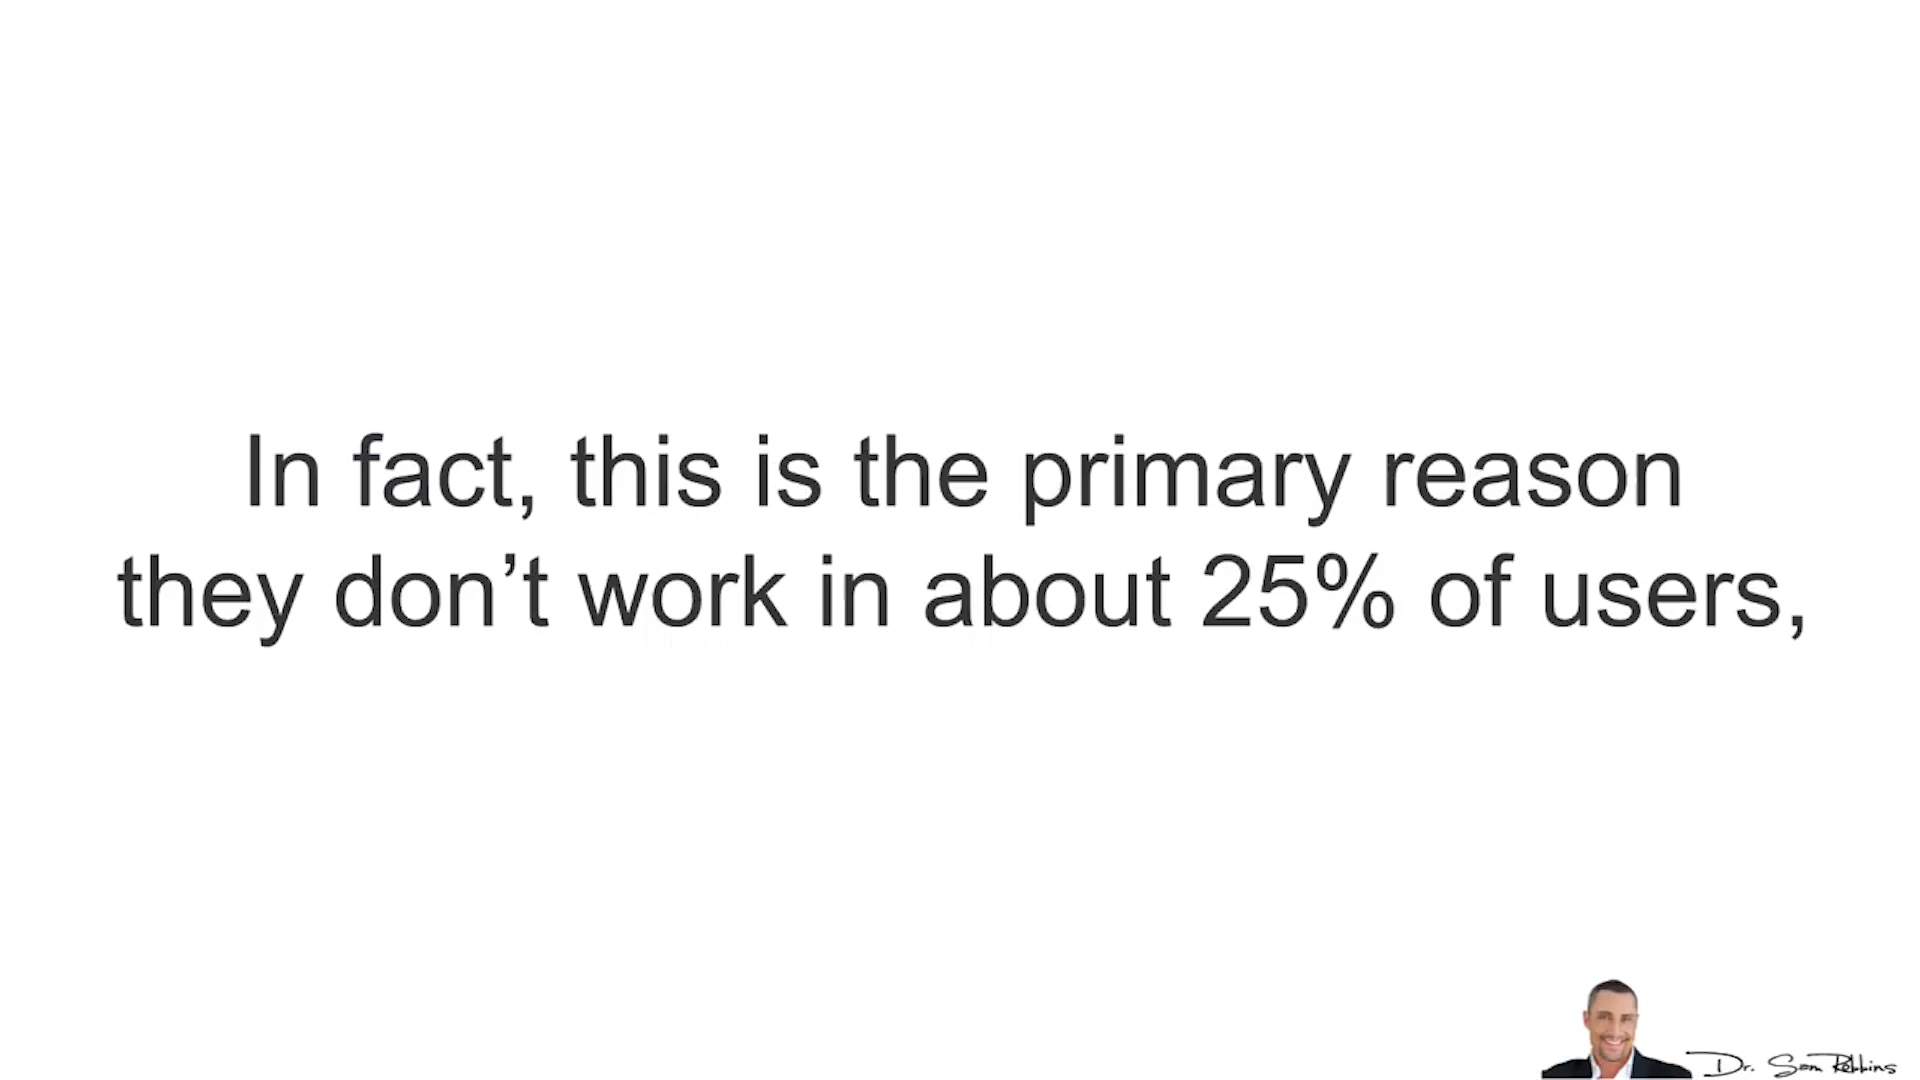 In fact, this is the primary reason
they don’t work in about 25% of users,
Dr. Sam Robbins